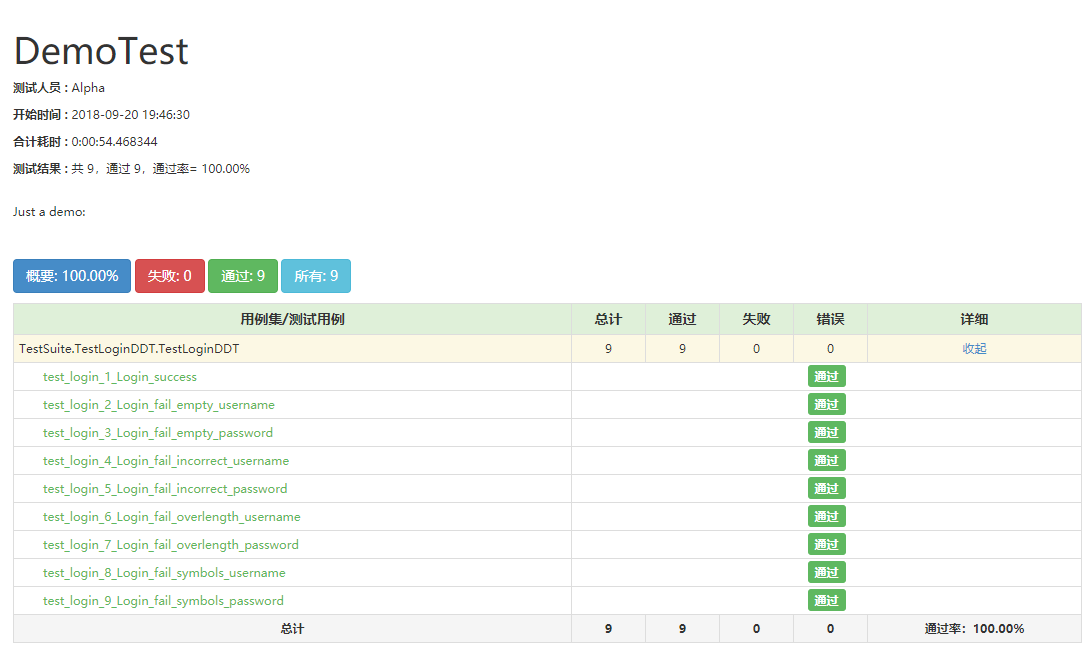 DemoTest
测试人员 : Alpha
开始时间 : 2018-09-20 19:46:30
合计耗时 : 0:00:54.468344
测试结果 : 共 9，通过 9，通过率= 100.00%
Just a demo:
概要: 100.00% 失败: 0 通过: 9 所有: 9
用例集/测试用例 总计 通过 失败 错误 详细
TestSuite.TestLoginDDT.TestLoginDDT 9 9 0 0 收起
test_login_1_Login_success 通过
test_login_2_Login_fail_empty_username 通过
test_login_3_Login_fail_empty_password 通过
test_login_4_Login_fail_incorrect_username 通过
test_login_5_Login_fail_incorrect_password 通过
test_login_6_Login_fail_overlength_username 通过
test_login_7_Login_fail_overlength_password 通过
test_login_8_Login_fail_symbols_username 通过
test_login_9_Login_fail_symbols_password 通过
总计 9 9 0 0 通过率：100.00%